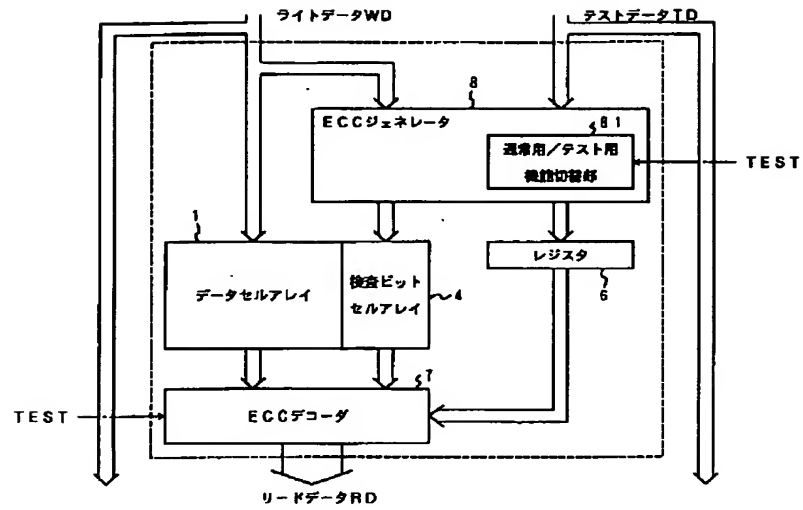 ライトデータWD
テストデータTD
8
ECCジェネレータ
81
通常用/テスト用
機能切替部
TEST
1
データセルアレイ
検査ビット
セルアレイ
4
レジスタ
6
7
TEST
ECCデコーダ
リードデータRD